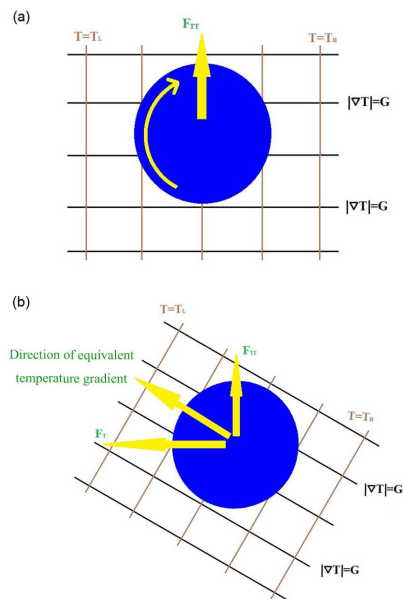 (a)
F_TT
T=T_L
T=T_H
|∇T|=G
|∇T|=G
(b)
T=T_L
F_TT
Direction of equivalent
temperature gradient
T=T_H
F_T
|∇T|=G
|∇T|=G